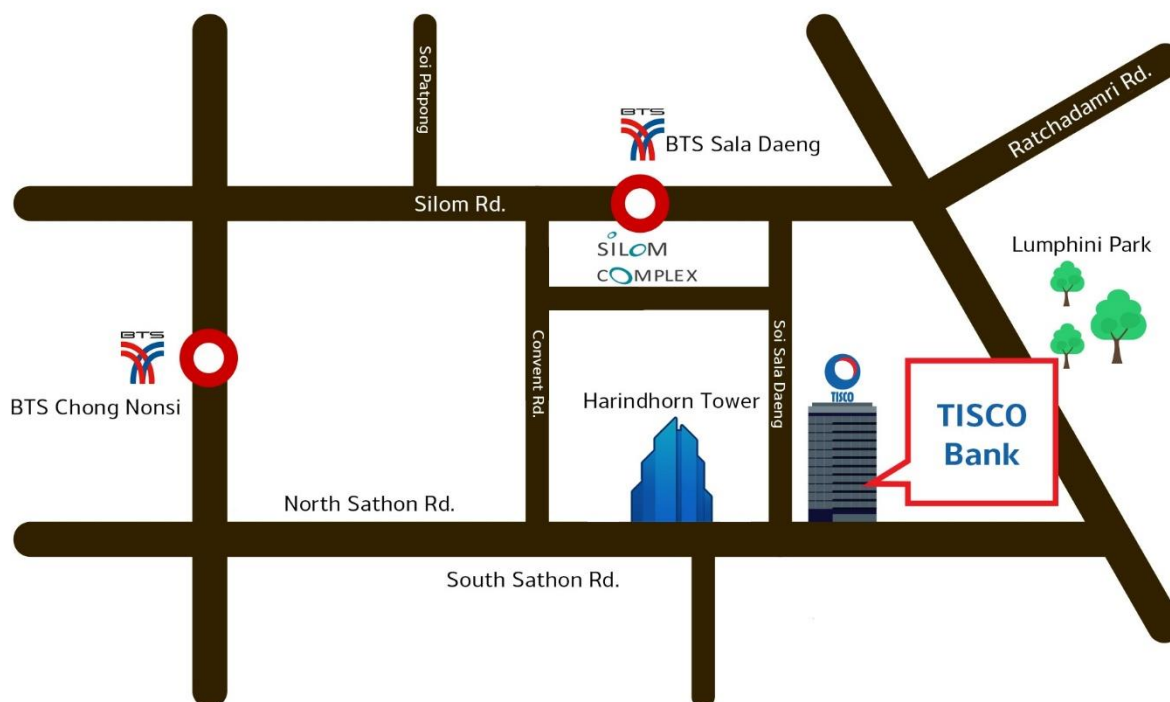 Soi Patpong
BTS
BTS Sala Daeng
Ratchadamri Rd.
Silom Rd.
SILOM
COMPLEX
Lumphini Park
BTS
BTS Chong Nonsi
Convent Rd.
Soi Sala Daeng
Harindhorn Tower
TISCO
TISCO
Bank
North Sathon Rd.
South Sathon Rd.